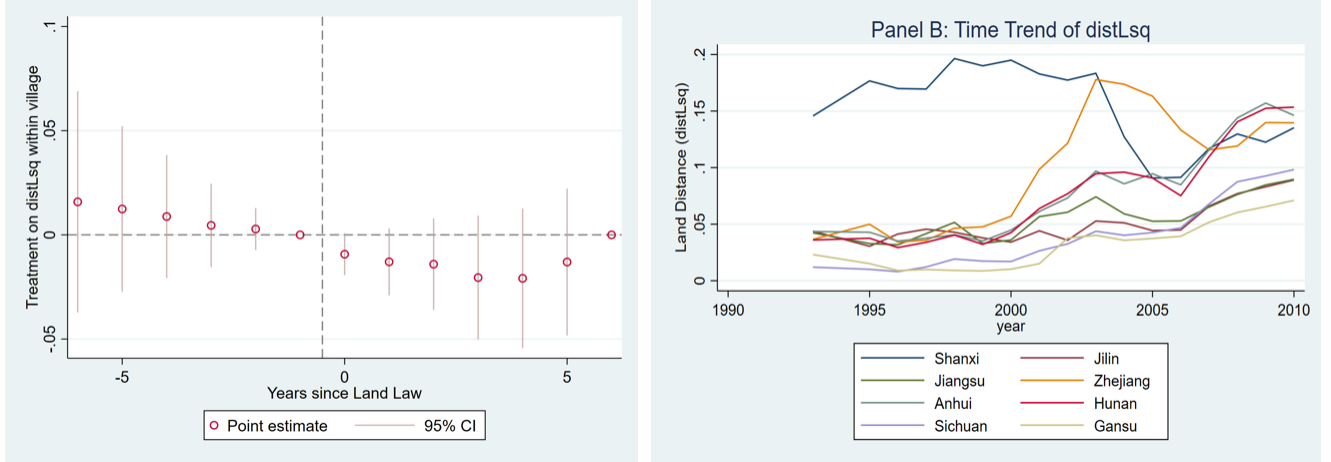 Treatment on distLsq within village
.1
.05
0
-.05
-5
0
5
Years since Land Law
Point estimate
95% CI
Panel B: Time Trend of distLsq
Land Distance (distLsq)
.2
.15
.1
.05
0
1990
1995
2000
2005
2010
year
Shanxi
Jilin
Jiangsu
Zhejiang
Anhui
Hunan
Sichuan
Gansu